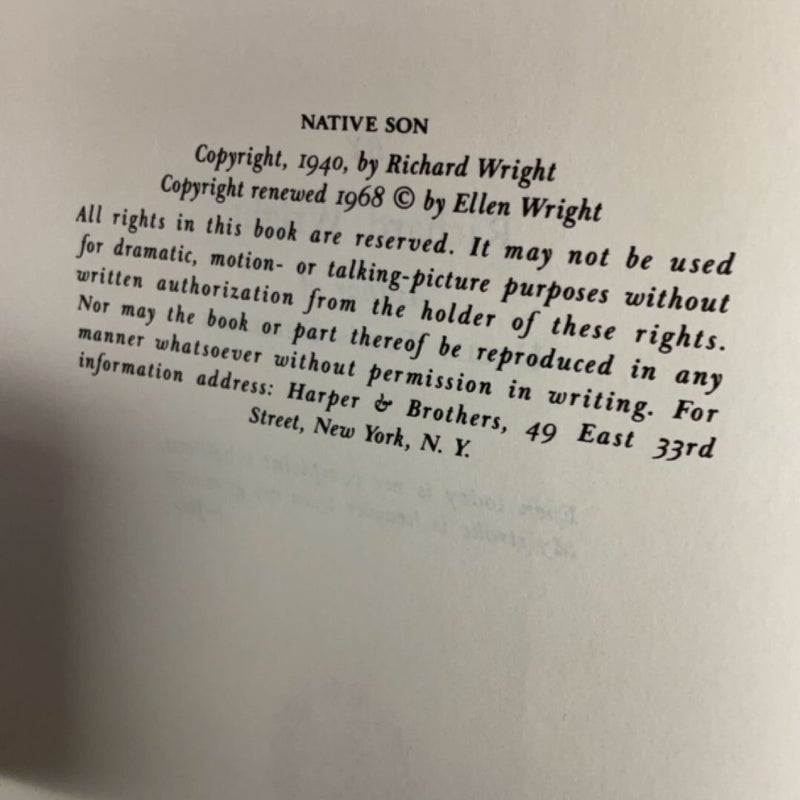 NATIVE SON
Copyright, 1940, by Richard Wright
Copyright renewed 1968 © by Ellen Wright
All rights in this book are reserved. It may not be used
for dramatic, motion- or talking-picture purposes without
written authorization from the holder of these rights.
Nor may the book or part thereof be reproduced in any
manner whatsoever without permission in writing. For
information address: Harper & Brothers, 49 East 33rd
Street, New York, N. Y.